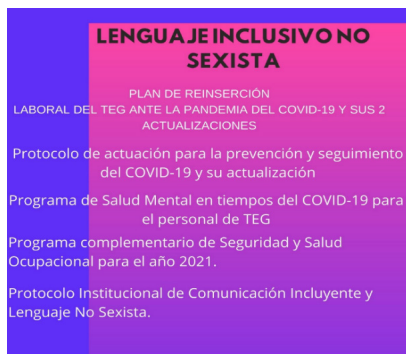 LENGUAJE INCLUSIVO NO
SEXISTA
PLAN DE REINSERCIÓN
LABORAL DEL TEG ANTE LA PANDEMIA DEL COVID-19 Y SUS 2
ACTUALIZACIONES
Protocolo de actuación para la prevención y seguimiento
del COVID-19 y su actualización
Programa de Salud Mental en tiempos del COVID-19 para
el personal de TEG
Programa complementario de Seguridad y Salud
Ocupacional para el año 2021.
Protocolo Institucional de Comunicación Incluyente y
Lenguaje No Sexista.